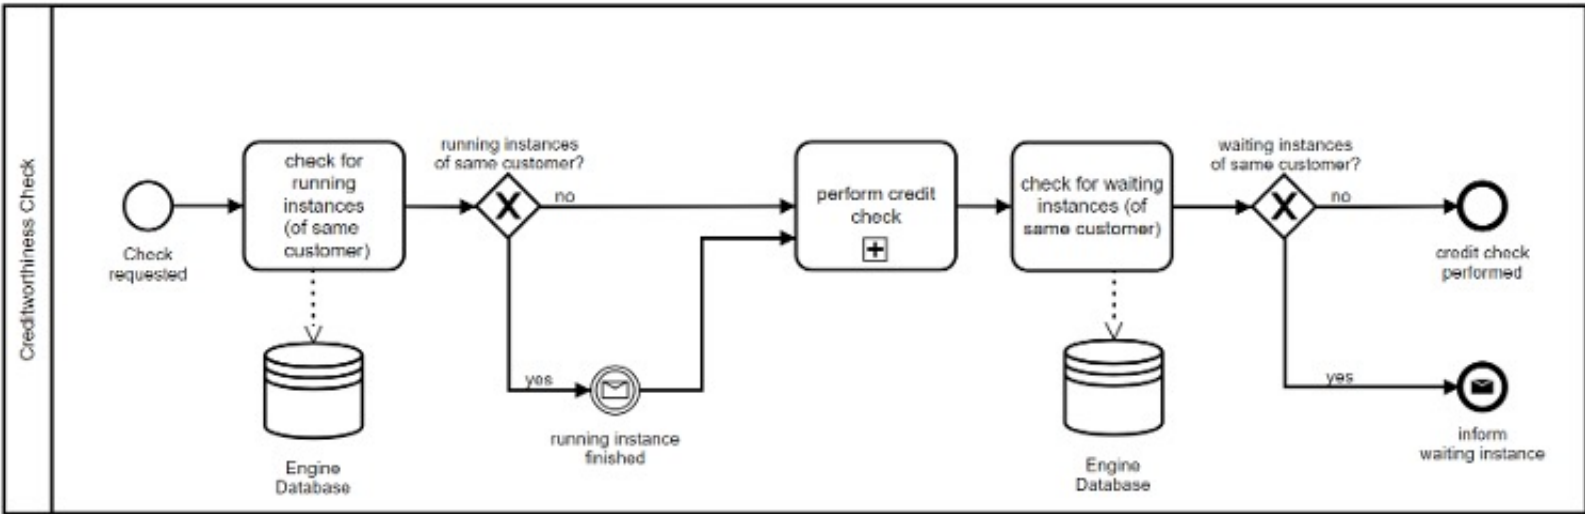 Creditworthiness Check
Check
requested
check for
running
instances
(of same
customer)
Engine
Database
running instances
of same customer?
no
yes
running instance
finished
perform credit
check
check for waiting
instances (of
same customer)
Engine
Database
waiting instances
of same customer?
no
yes
credit check
performed
inform
waiting instance